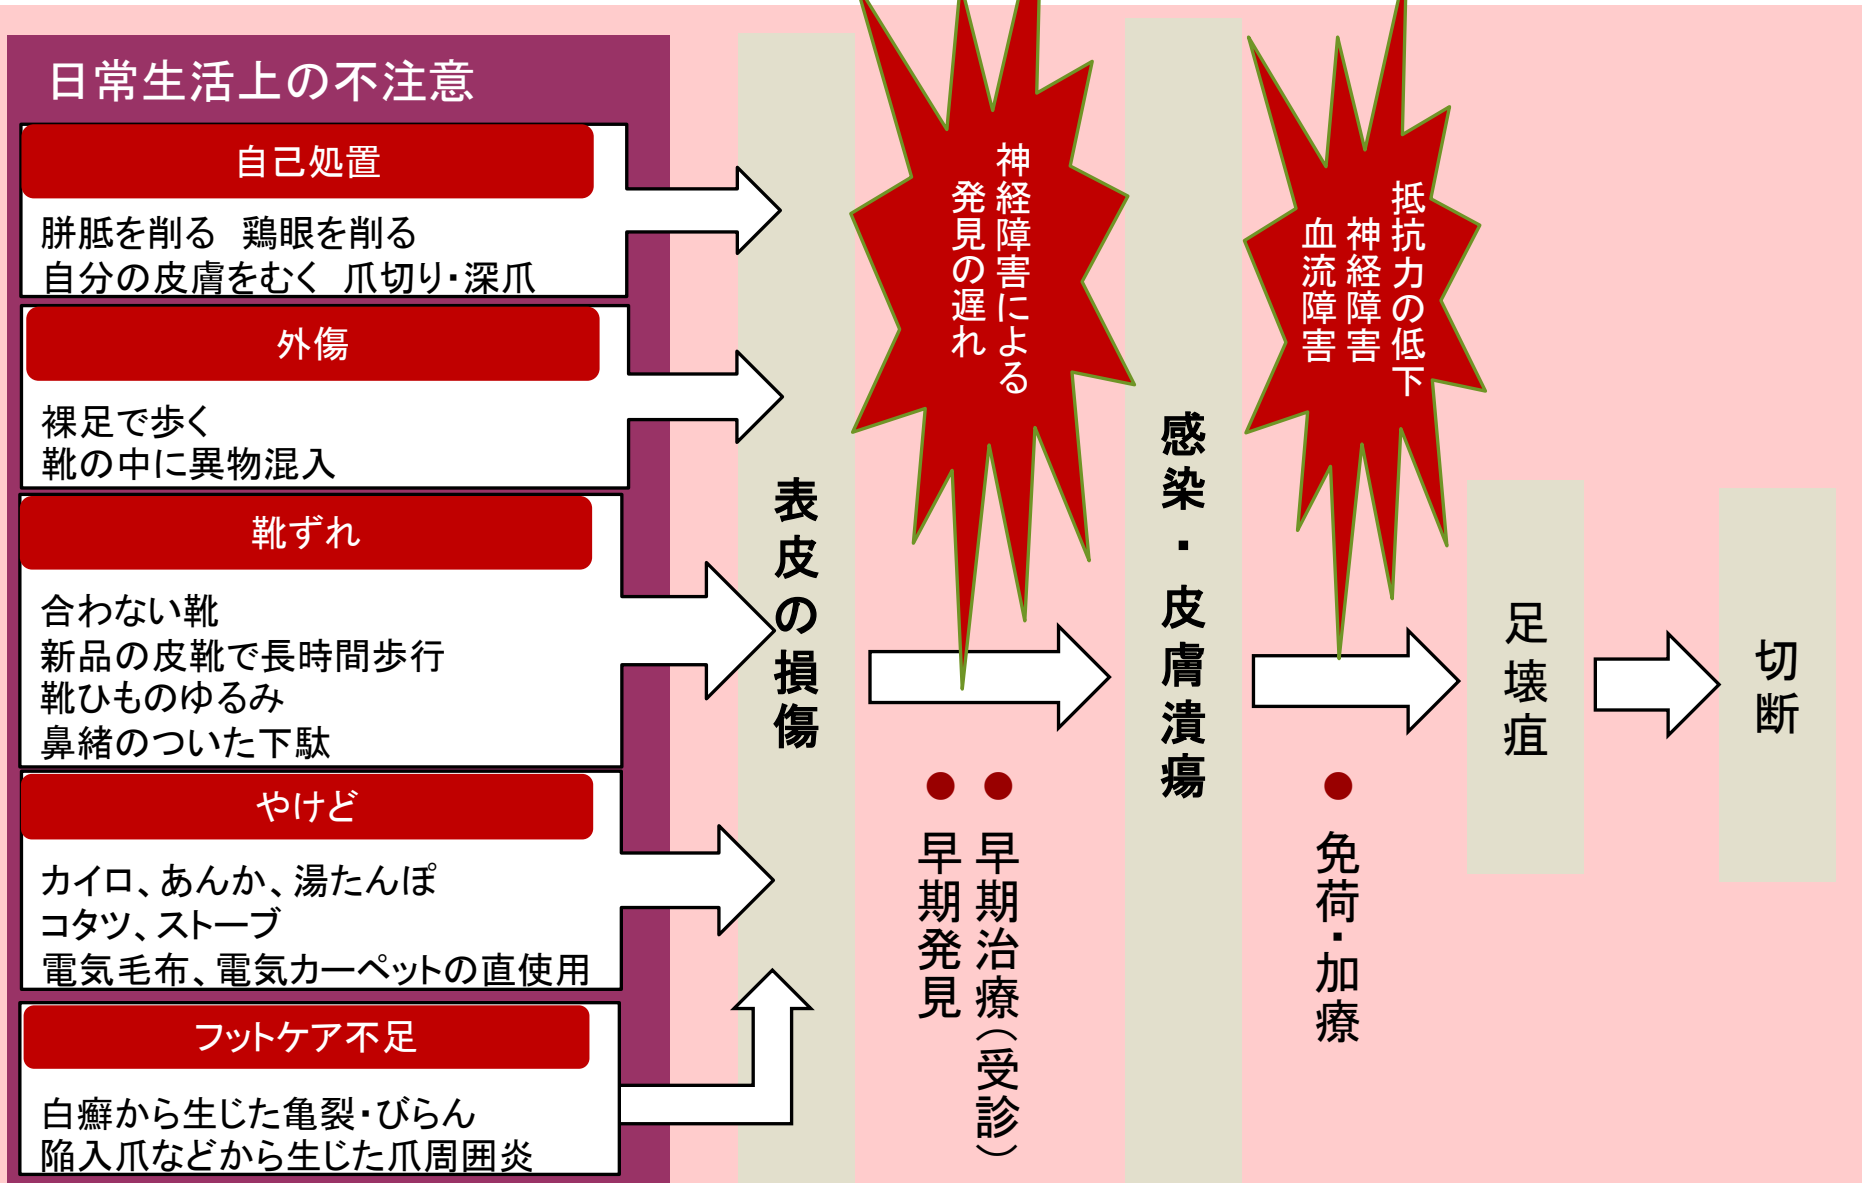 日常生活上の不注意
自己処置
胼胝を削る　鶏眼を削る
自分の皮膚をむく　爪切り・深爪
外傷
裸足で歩く
靴の中に異物混入
靴ずれ
合わない靴
新品の皮靴で長時間歩行
靴ひものゆるみ
鼻緒のついた下駄
やけど
カイロ、あんか、湯たんぽ
コタツ、ストーブ
電気毛布、電気カーペットの直使用
フットケア不足
白癬から生じた亀裂・びらん
陥入爪などから生じた爪周囲炎
表皮の損傷
神経障害による
発見の遅れ
●早期治療（受診）
●早期発見
感染・皮膚潰瘍
抵抗力の低下
神経障害
血流障害
●免荷・加療
足壊疽
切断